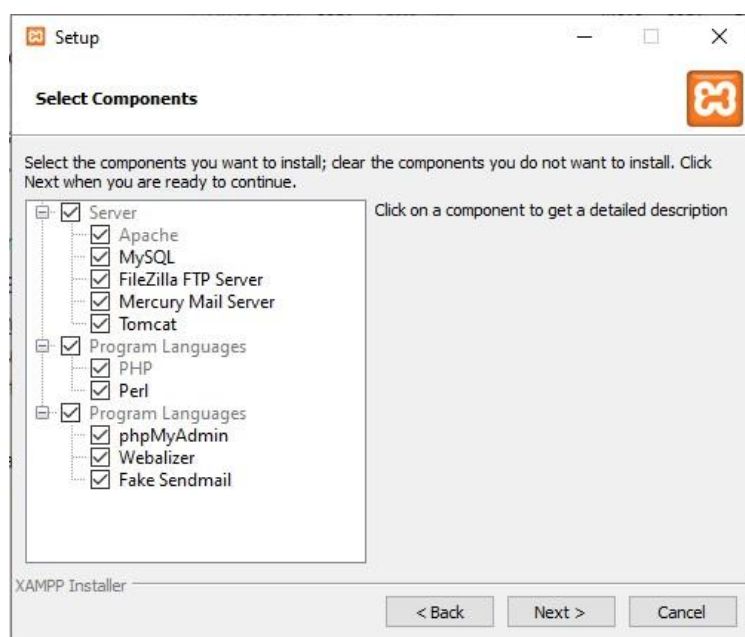 Setup
Select Components
Select the components you want to install; clear the components you do not want to install. Click
Next when you are ready to continue.
Server
Apache
MySQL
FileZilla FTP Server
Mercury Mail Server
Tomcat
Program Languages
PHP
Perl
Program Languages
phpMyAdmin
Webalizer
Fake Sendmail
Click on a component to get a detailed description
XAMPP Installer
< Back
Next >
Cancel